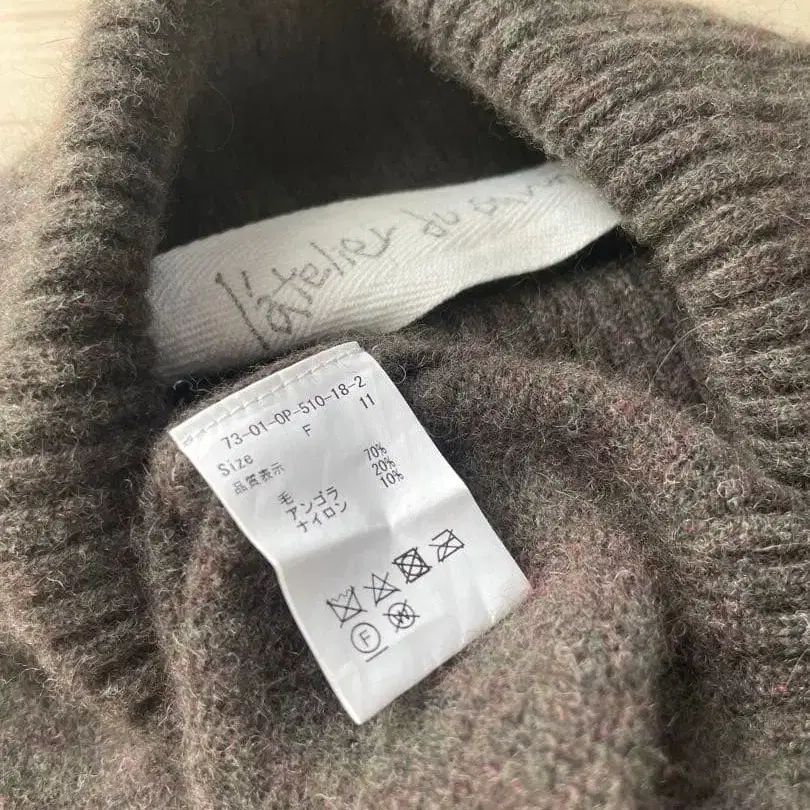 l'atelier du savon
73-01-OP-510-18-2
Size F 11
品質表示
毛 70%
アンゴラ 20%
ナイロン 10%
F
W